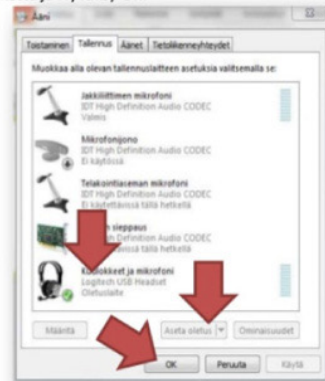 Ääni
Toistaminen Tallennus Äänet Tietoliikenneyhteydet
Muokkaa alla olevan tallennuslaitteen asetuksia valitsemalla se:
Jakkiliittimen mikrofoni
IDT High Definition Audio CODEC
Valmis
Mikrofonijono
IDT High Definition Audio CODEC
Ei käytössä
Telakointiaseman mikrofoni
IDT High Definition Audio CODEC
Ei käytettävissä tällä hetkellä
sieppaus
High Definition Audio CODEC
käytettävissä tällä hetkellä
Kuulokkeet ja mikrofoni
Logitech USB Headset
Oletuslaite
Määritä Aseta oletus Ominaisuudet
OK Peruuta Käytä